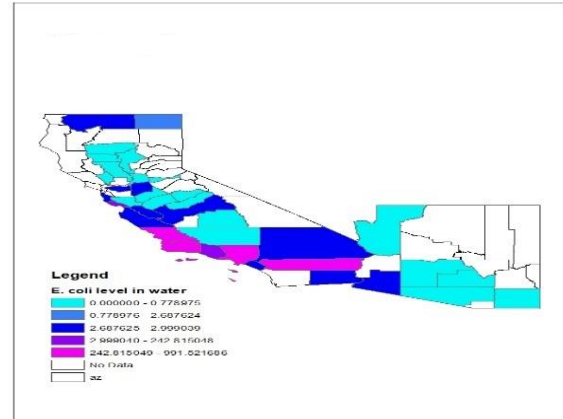 Legend
E. coli level in water
0.000000 - 0.778975
0.778976 - 2.687624
2.687625 - 2.999039
2.999040 - 242.815048
242.815049 - 991.521686
No Data
az